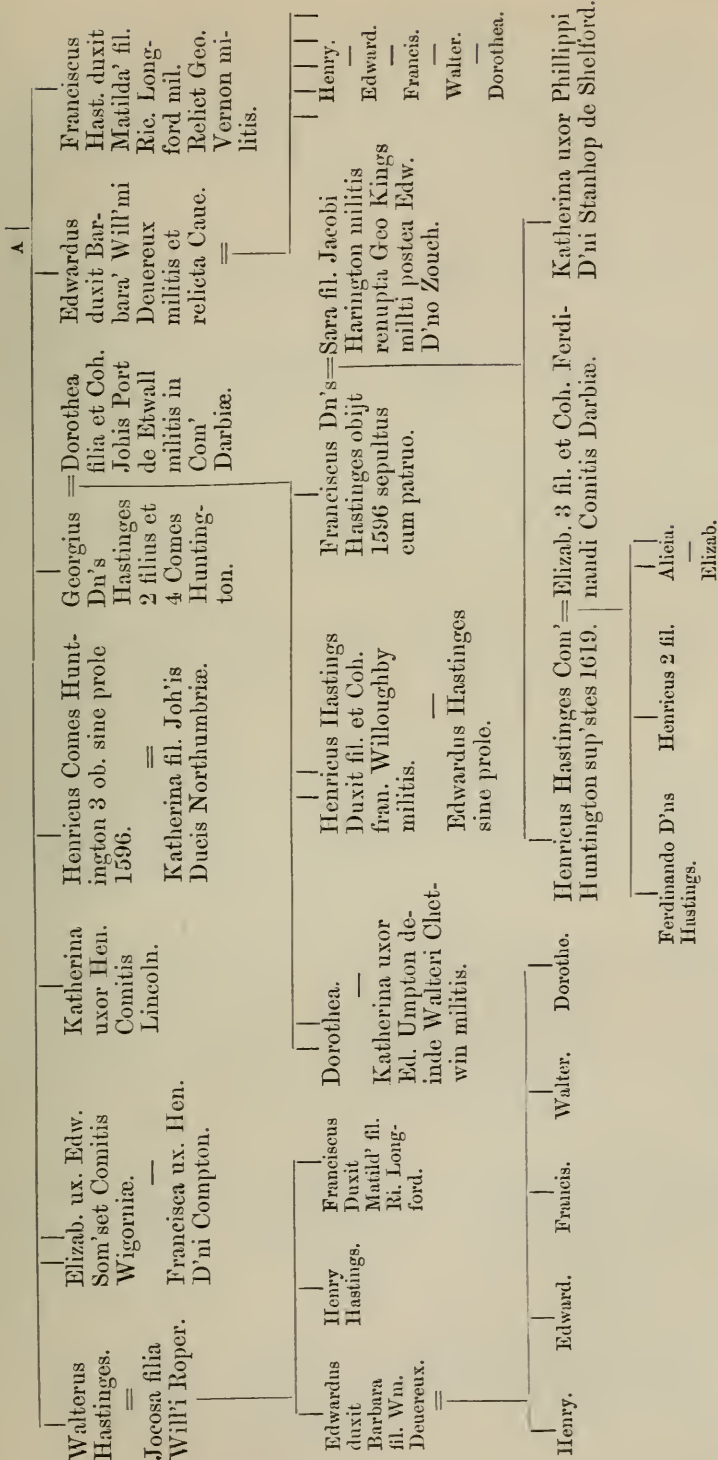 A
Walterus
Hastinges.
=
Jocosa filia
Will'i Roper.
Elizab. ux. Edw.
Som'set Comitis
Wigorniæ.
—
Francisca ux. Hen.
D'ni Compton.
Katherina
uxor Hen.
Comitis
Lincoln.
Henricus Comes Hunt-
ington 3 ob. sine prole
1596.
=
Katherina fil. Joh'is
Ducis Northumbriæ.
Georgius
Dn's
Hastinges
2 filius et
4 Comes
Hunting-
ton.
=Dorothea
filia et Coh.
Johis Port
de Etwall
militis in
Com'
Darbiæ.
Edwardus
duxit Bar-
bara' Will'mi
Deuereux
militis et
relicta Caue.
=
Franciscus
Hast. duxit
Matilda' fil.
Ric. Long-
ford mil.
Relict Geo.
Vernon mi-
litis.
Edwardus
duxit
Barbara
fil. Wm.
Deuereux.
=
Henry
Hastings.
Franciscus
Duxit
Matild' fil.
Ri. Long-
ford.
Dorothea.
—
Katherina uxor
Ed. Umpton de-
inde Walteri Chet-
win militis.
Henricus Hastings
Duxit fil. et Coh.
fran. Willoughby
militis.
—
Edwardus Hastinges
sine prole.
Franciscus Dn's=Sara fil. Jacobi
Hastinges obijt
1596 sepultus
cum patruo.
Harington militis
renupta Geo Kings
millti postea Edw.
D'no Zouch.
Henry.
—
Edward.
—
Francis.
—
Walter.
—
Dorothea.
Henry.
Edward.
Francis.
Walter.
Dorothe.
Henricus Hastinges Com'=Elizab. 3 fil. et Coh. Ferdi-
Huntington sup'stes 1619.
nandi Comitis Darbiæ.
Katherina uxor Phillippi
D'ni Stanhop de Shelford.
Ferdinando D'ns
Hastings.
Henricus 2 fil.
Alicia.
—
Elizab.